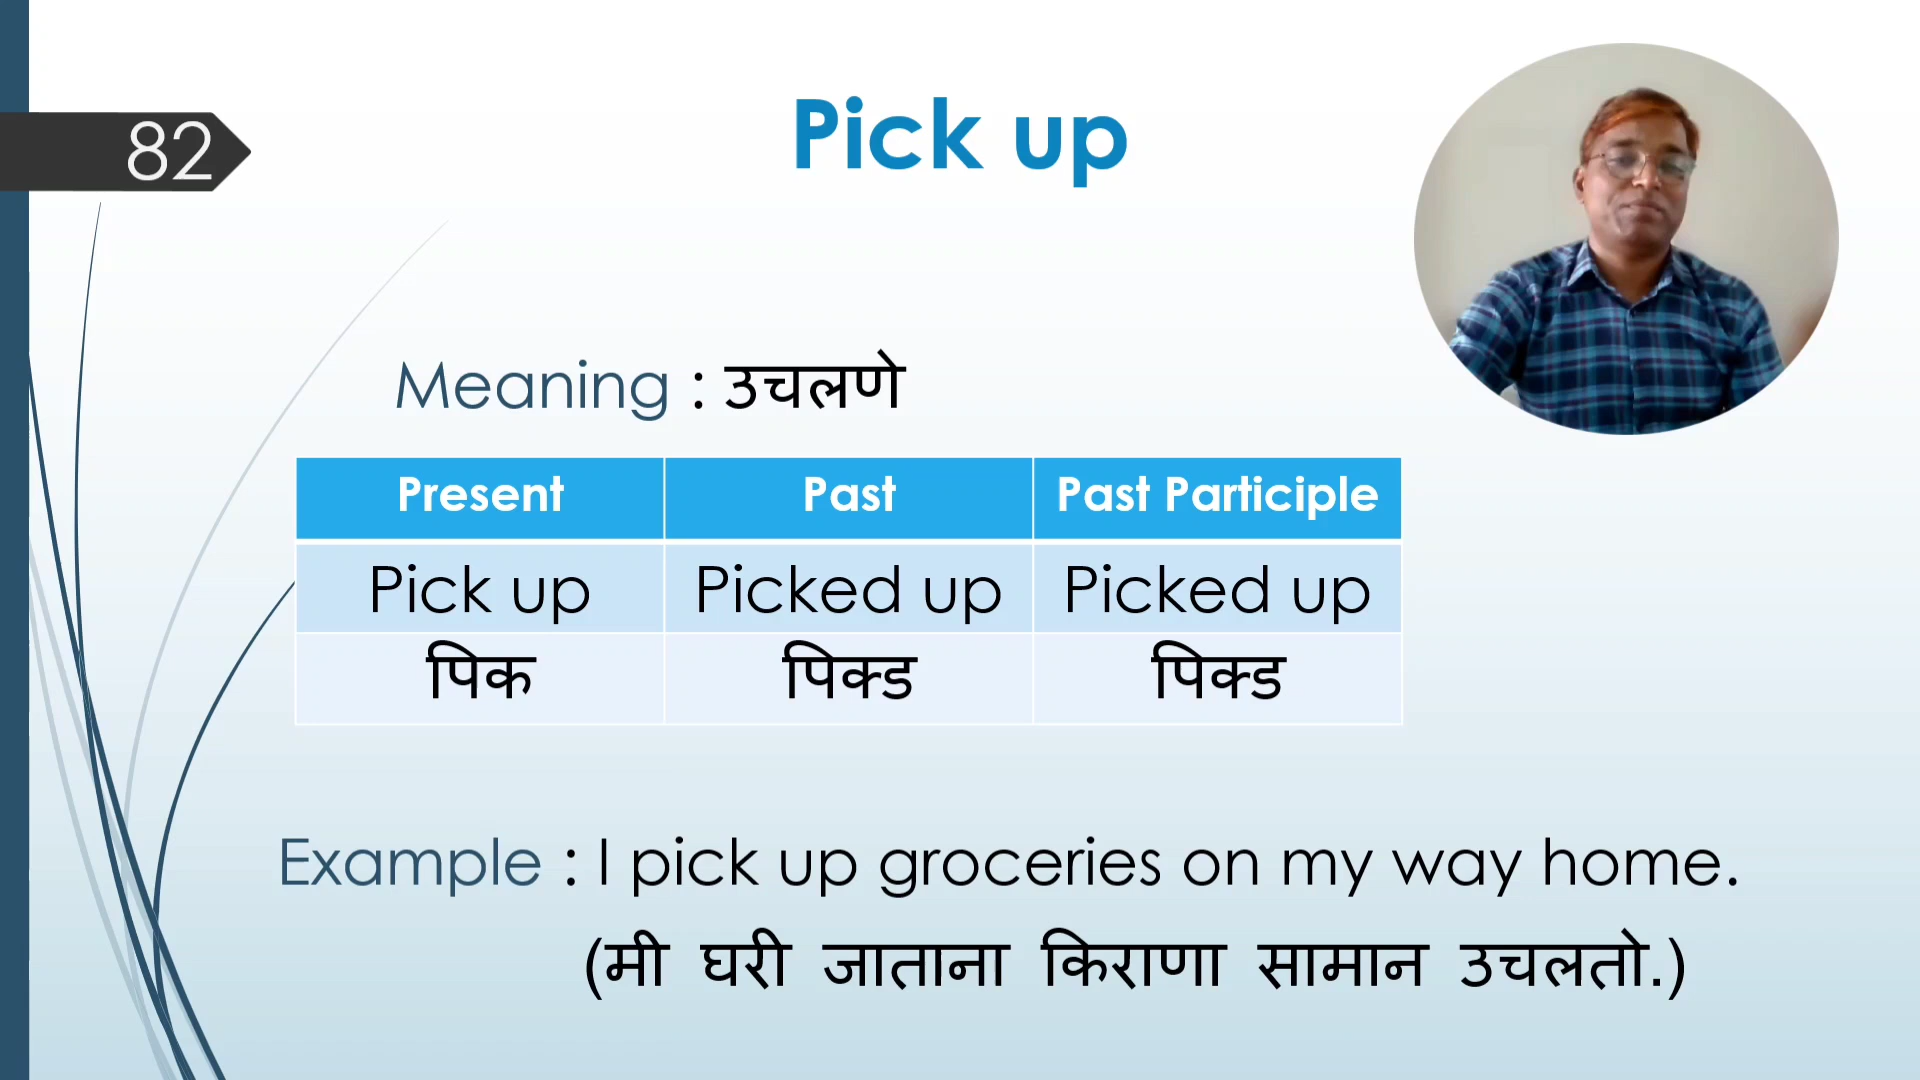 82
Pick up
Meaning : उचलणे
Present Past Past Participle
Pick up Picked up Picked up
पिक पिक्ड पिक्ड
Example : I pick up groceries on my way home.
(मी घरी जाताना किराणा सामान उचलतो.)